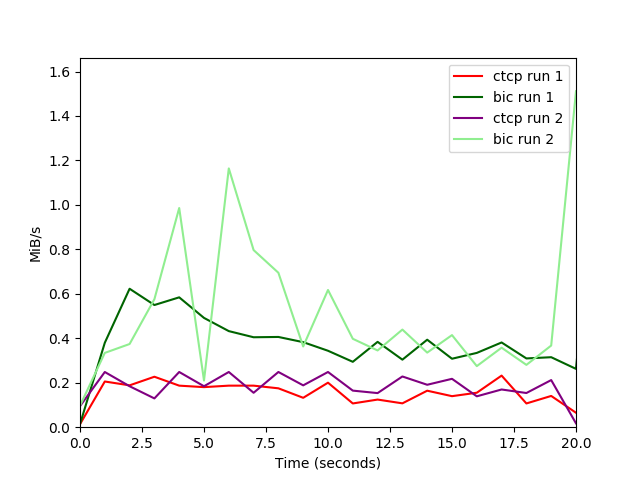 1.6
1.4
1.2
1.0
0.8
0.6
0.4
0.2
0.0
MiB/s
ctcp run 1
bic run 1
ctcp run 2
bic run 2
0.0 2.5 5.0 7.5 10.0 12.5 15.0 17.5 20.0
Time (seconds)